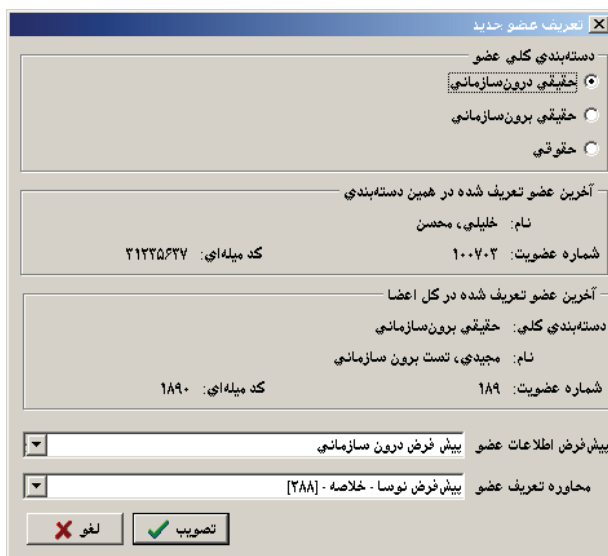 تعریف عضو جدید
دسته‌بندي كلي عضو
حقيقي درون‌سازماني
حقيقي برون‌سازماني
حقوقي
آخرين عضو تعريف شده در همين دسته‌بندي
نام: خليلي، محسن
شماره عضويت: ۱۰۰۷۰۳ كد ميله‌اي: ۳۱۲۳۵۶۳۷
آخرين عضو تعريف شده در كل اعضا
دسته‌بندي كلي: حقيقي برون‌سازماني
نام: مجيدي، تست برون سازماني
شماره عضويت: ۱۸۹ كد ميله‌اي: ۱۸۹۰
پيش‌فرض اطلاعات عضو پيش فرض درون سازماني
محاوره تعريف عضو پيش‌فرض نوسا - خلاصه - [۲۸۸]
تصويب لغو